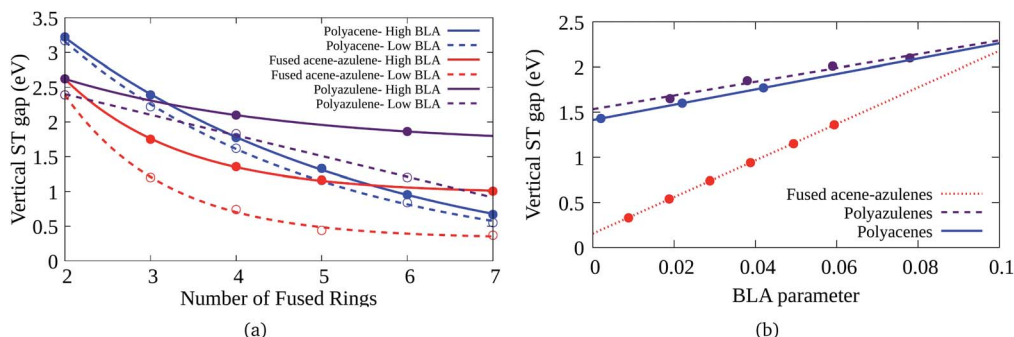 3.5
3
2.5
2
1.5
1
0.5
0
2
3
4
5
6
7
Vertical ST gap (eV)
Number of Fused Rings
Polyacene- High BLA
Polyacene- Low BLA
Fused acene-azulene- High BLA
Fused acene-azulene- Low BLA
Polyazulene- High BLA
Polyazulene- Low BLA
(a)
2.5
2
1.5
1
0.5
0
0
0.02
0.04
0.06
0.08
0.1
Vertical ST gap (eV)
BLA parameter
Fused acene-azulenes
Polyazulenes
Polyacenes
(b)